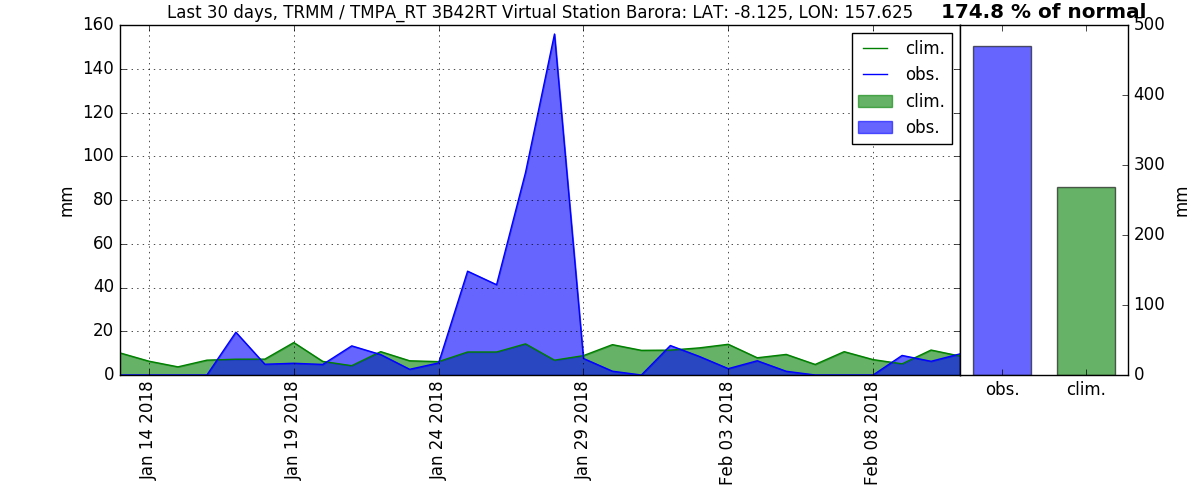 Last 30 days, TRMM / TMPA_RT 3B42RT Virtual Station Barora: LAT: -8.125, LON: 157.625
174.8 % of normal
160
140
120
100
80
60
40
20
0
mm
clim.
obs.
clim.
obs.
Jan 14 2018
Jan 19 2018
Jan 24 2018
Jan 29 2018
Feb 03 2018
Feb 08 2018
500
400
300
200
100
0
mm
obs.
clim.